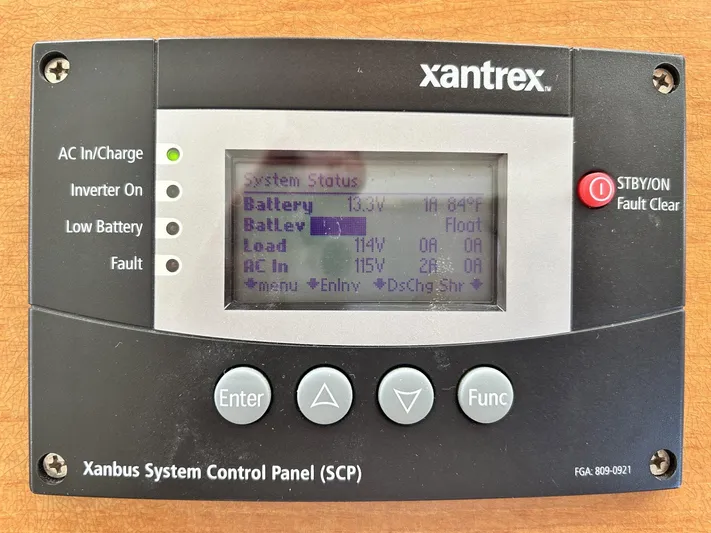 xantrex™
AC In/Charge
Inverter On
Low Battery
Fault
System Status
Battery 13.3V 1A 84°F
BatLev Float
Load 114V 0A 0A
AC In 115V 2A 0A
menu EnInv DsChg Shr
STBY/ON
Fault Clear
Enter
Func
Xanbus System Control Panel (SCP)
FGA: 809-0921